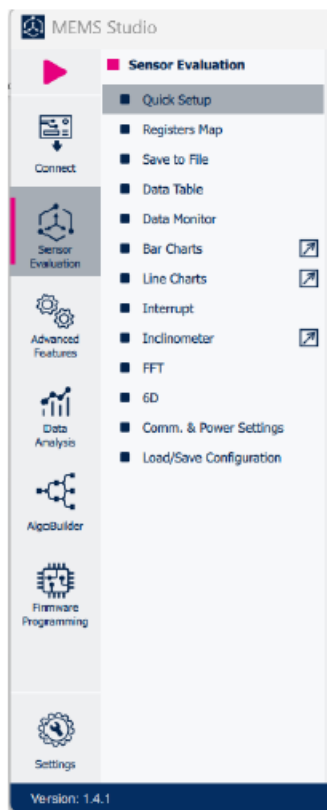 MEMS Studio
Sensor Evaluation
Quick Setup
Registers Map
Connect
Save to File
Data Table
Data Monitor
Sensor
Evaluation
Bar Charts
Line Charts
Interrupt
Advanced
Features
Inclinometer
FFT
6D
Data
Analysis
Comm. & Power Settings
Load/Save Configuration
AlgoBuilder
Firmware
Programming
Settings
Version: 1.4.1